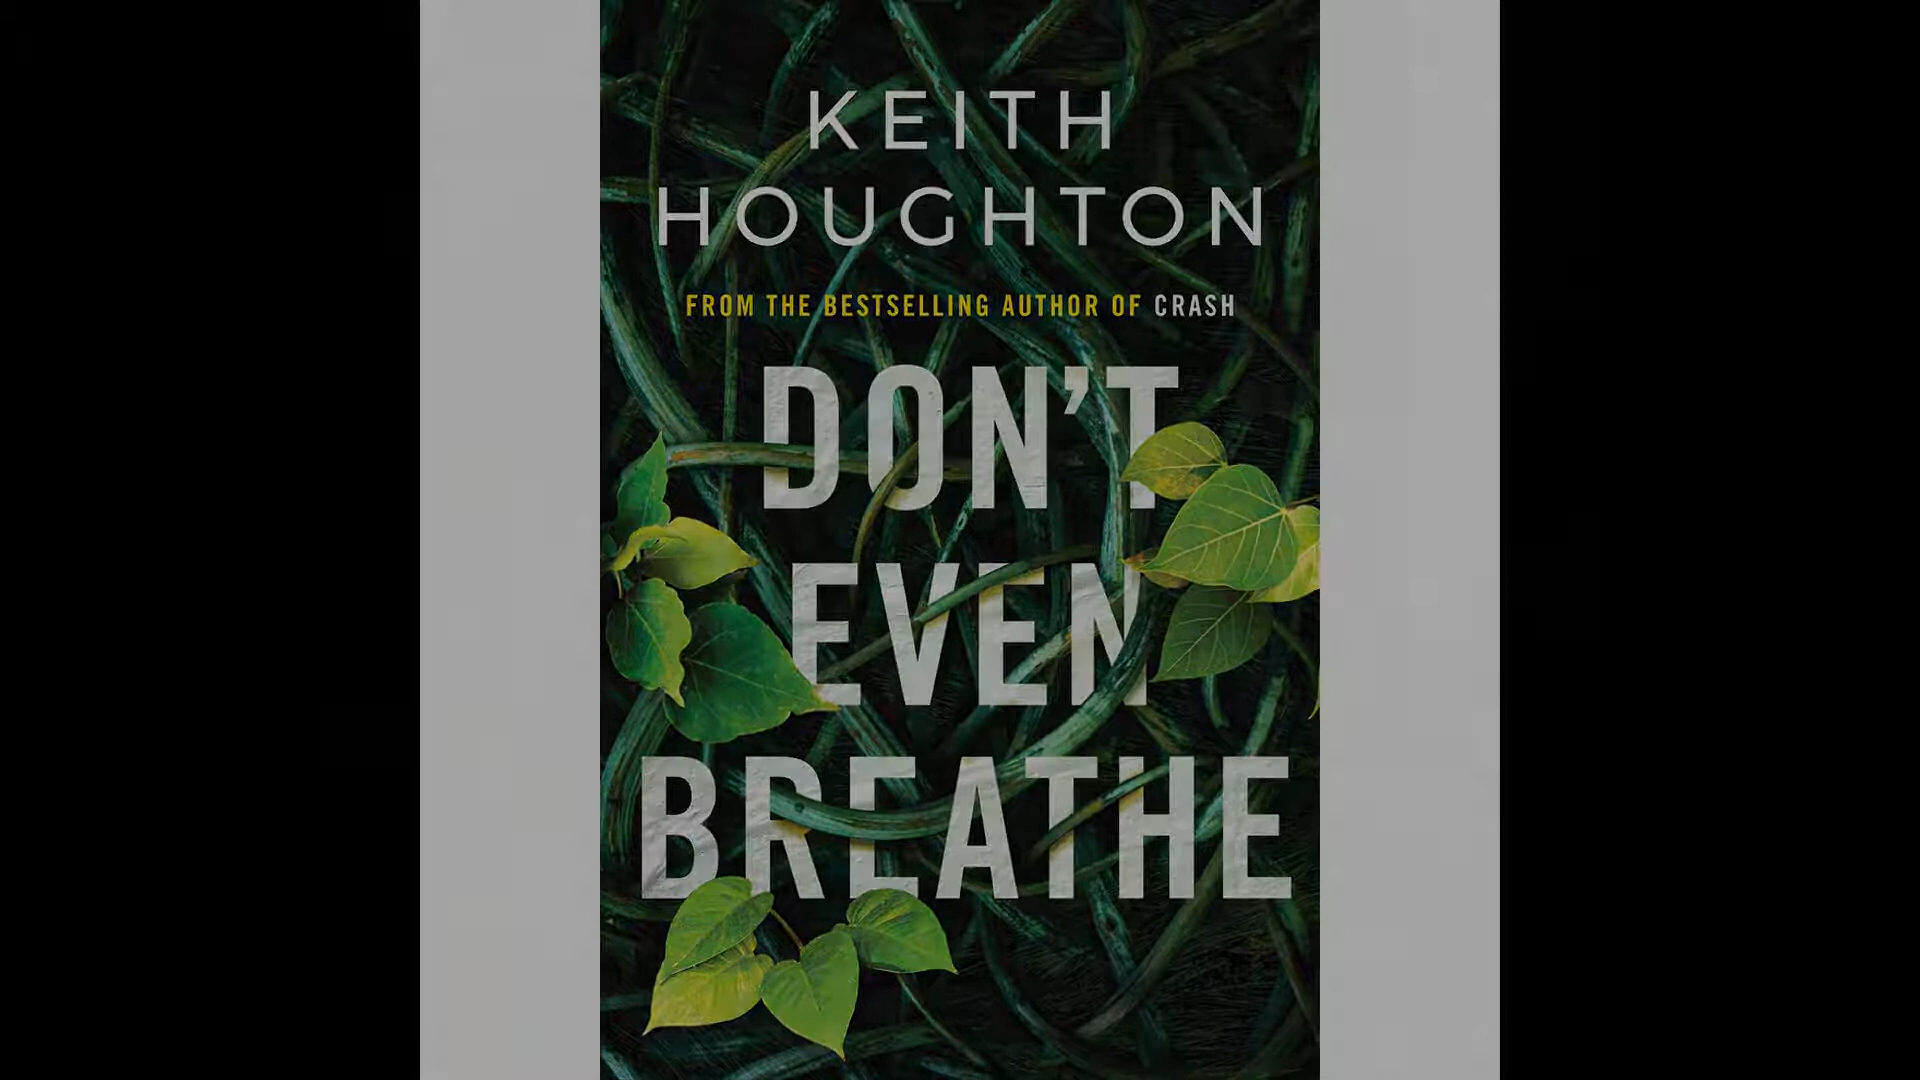 KEITH
HOUGHTON
FROM THE BESTSELLING AUTHOR OF CRASH
DON'T
EVEN
BREATHE